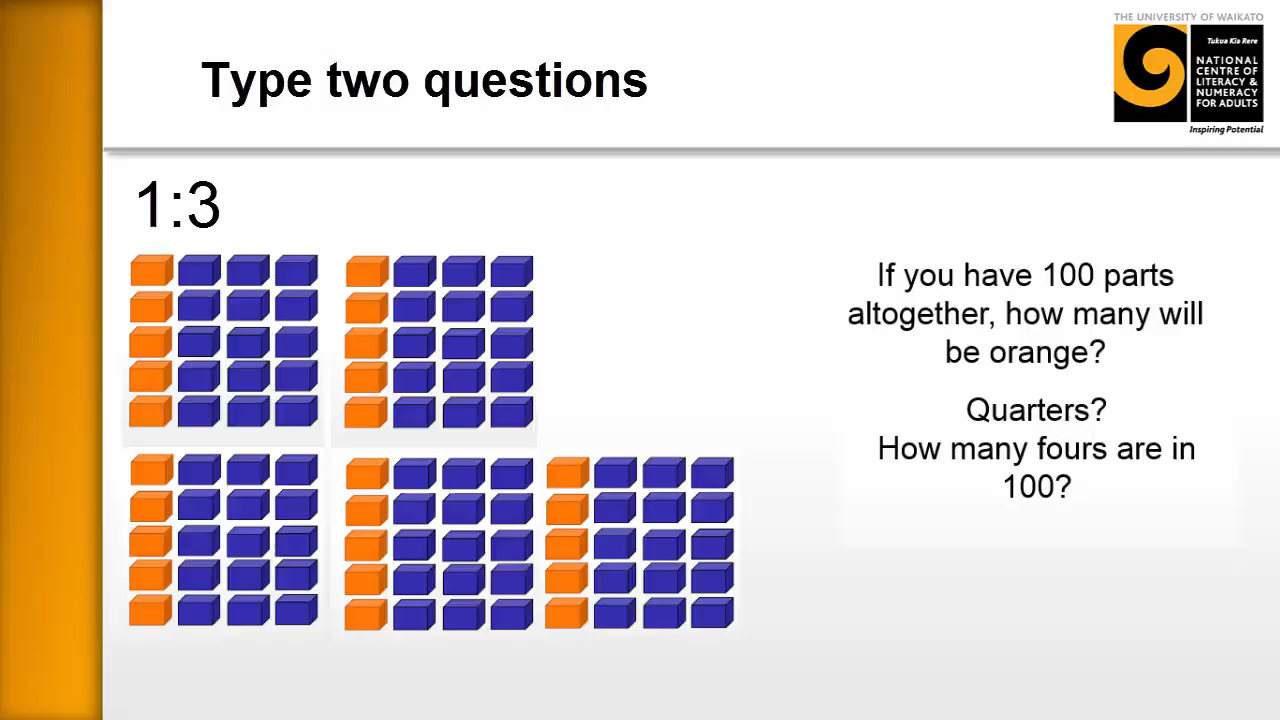 THE UNIVERSITY OF WAIKATO
Tukua Kia Rere
NATIONAL
CENTRE OF
LITERACY &
NUMERACY
FOR ADULTS
Inspiring Potential
Type two questions
1:3
If you have 100 parts
altogether, how many will
be orange?
Quarters?
How many fours are in
100?